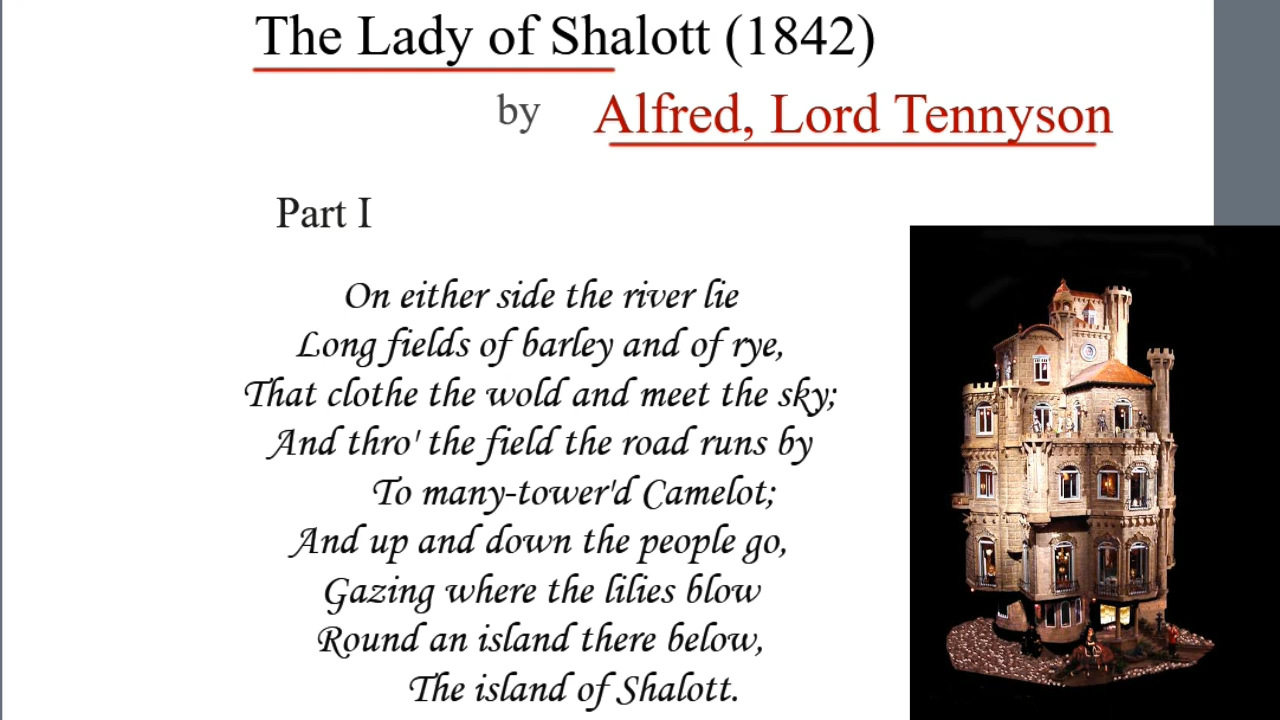 The Lady of Shalott (1842)
by Alfred, Lord Tennyson
Part I
On either side the river lie
Long fields of barley and of rye,
That clothe the wold and meet the sky;
And thro' the field the road runs by
To many-tower'd Camelot;
And up and down the people go,
Gazing where the lilies blow
Round an island there below,
The island of Shalott.